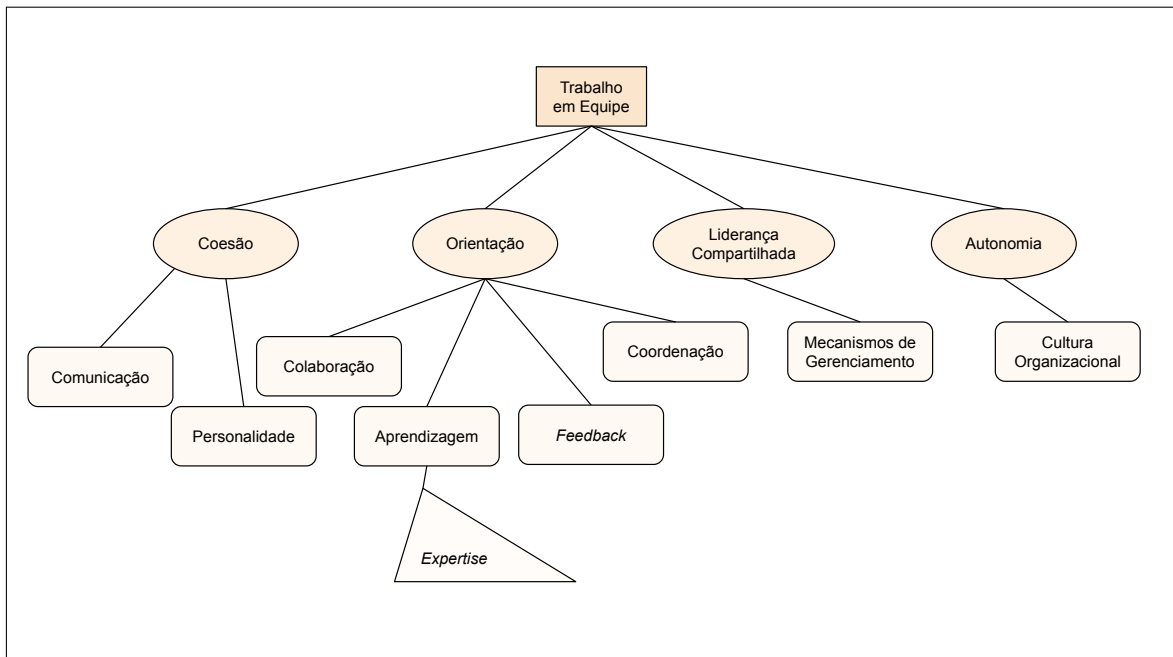 Trabalho
em Equipe
Coesão
Orientação
Liderança
Compartilhada
Autonomia
Comunicação
Personalidade
Colaboração
Aprendizagem
Feedback
Coordenação
Mecanismos de
Gerenciamento
Cultura
Organizacional
Expertise